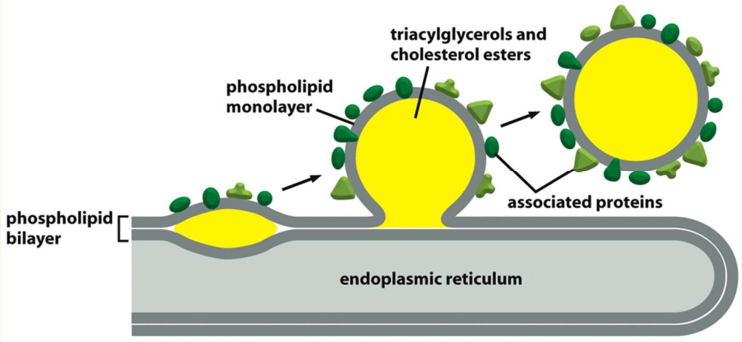 triacylglycerols and
cholesterol esters
phospholipid
monolayer
associated proteins
phospholipid
bilayer
endoplasmic reticulum